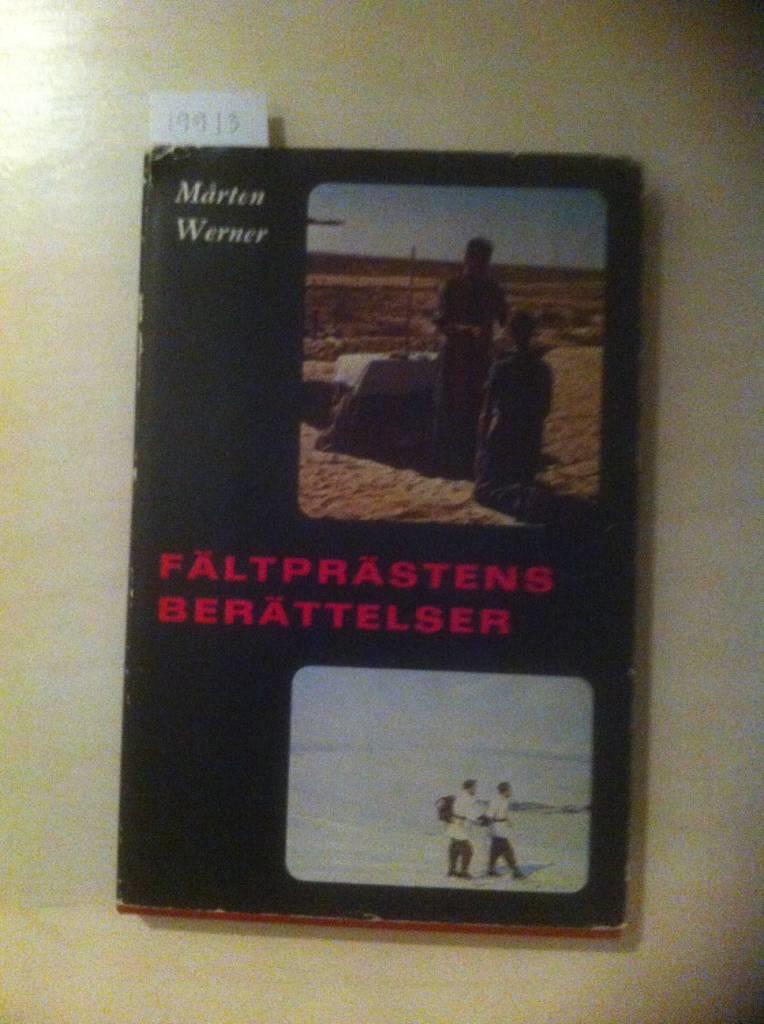 19913
Mårten
Werner
FÄLTPRÄSTENS
BERÄTTELSER